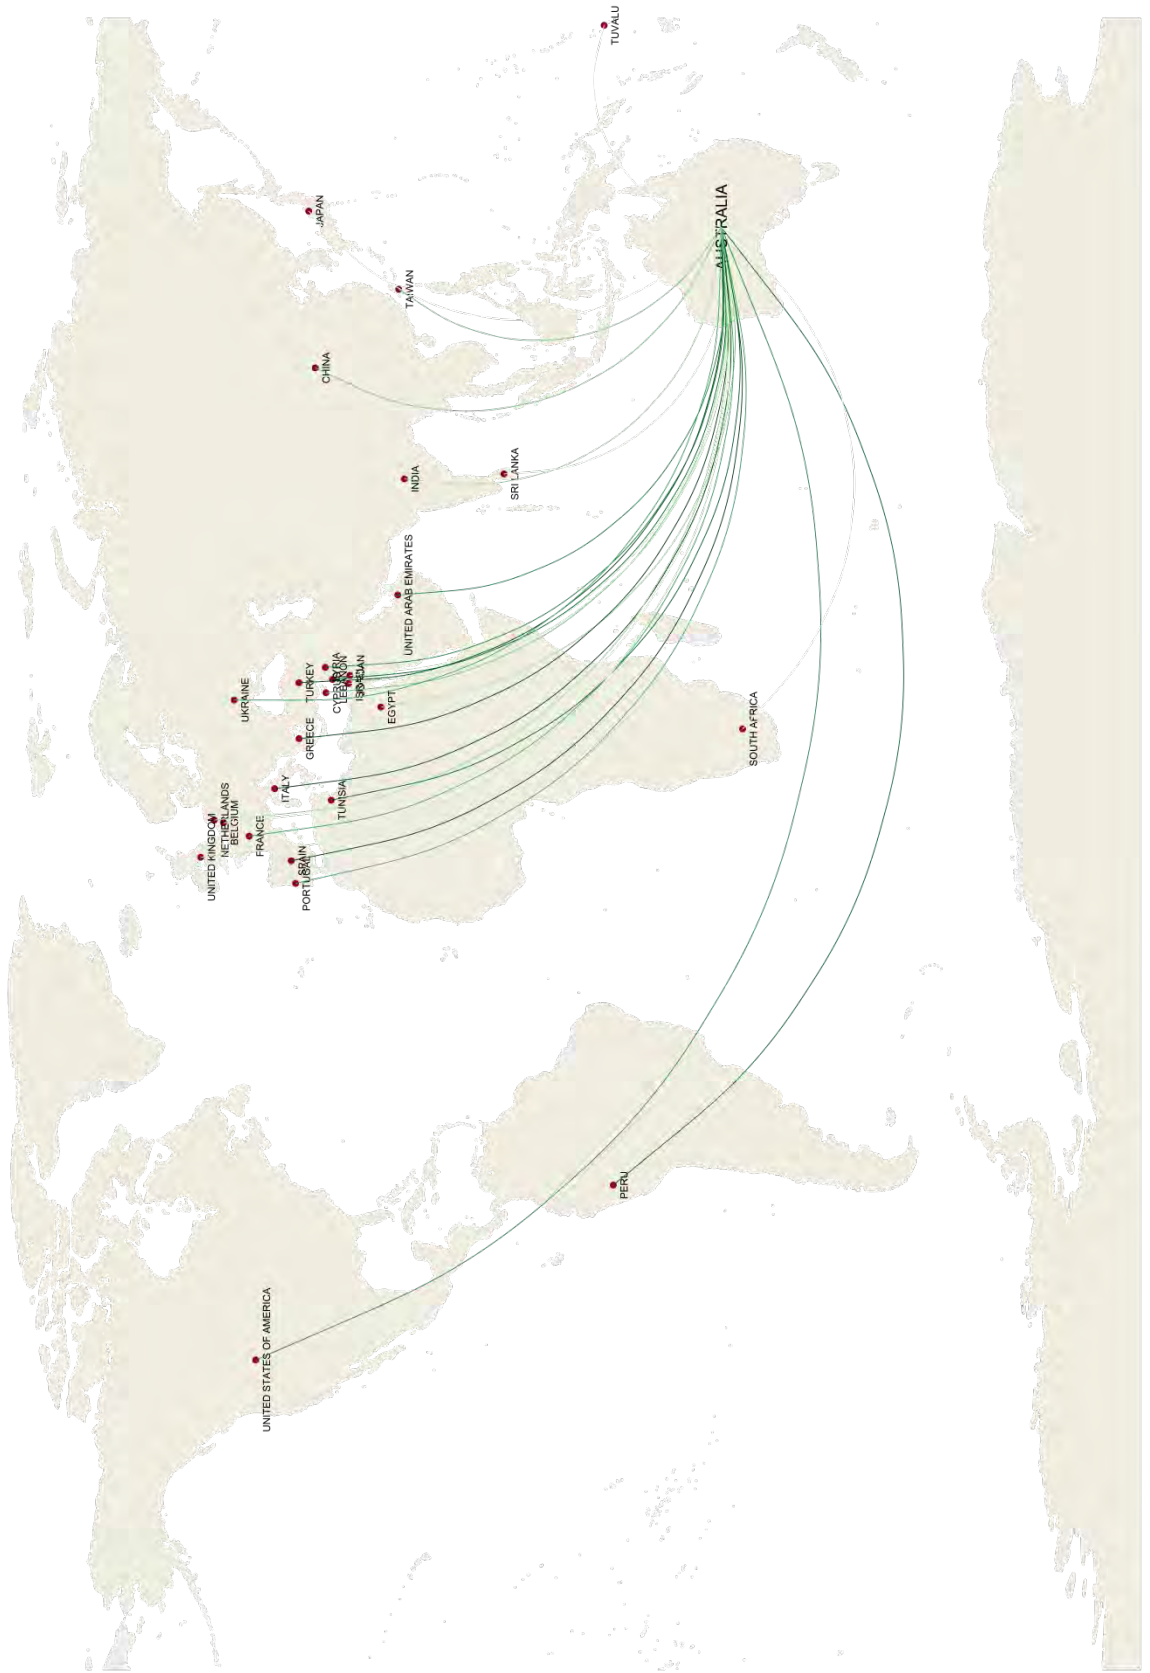 UNITED KINGDOM
NETHERLANDS
BELGIUM
UKRAINE
FRANCE
UNITED STATES OF AMERICA
ITALY
SPAIN
PORTUGAL
GREECE
TURKEY
JAPAN
CHINA
TUNISIA
CYPRUS
SYRIA
LEBANON
EGYPT
UNITED ARAB EMIRATES
TAIWAN
INDIA
SRI LANKA
TUVALU
PERU
AUSTRALIA
SOUTH AFRICA